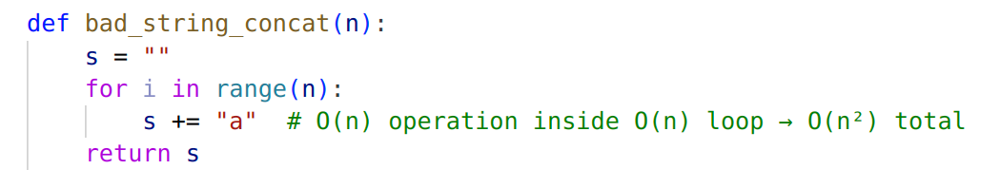 def bad_string_concat(n):
    s = ""
    for i in range(n):
        s += "a"  # O(n) operation inside O(n) loop → O(n²) total
    return s